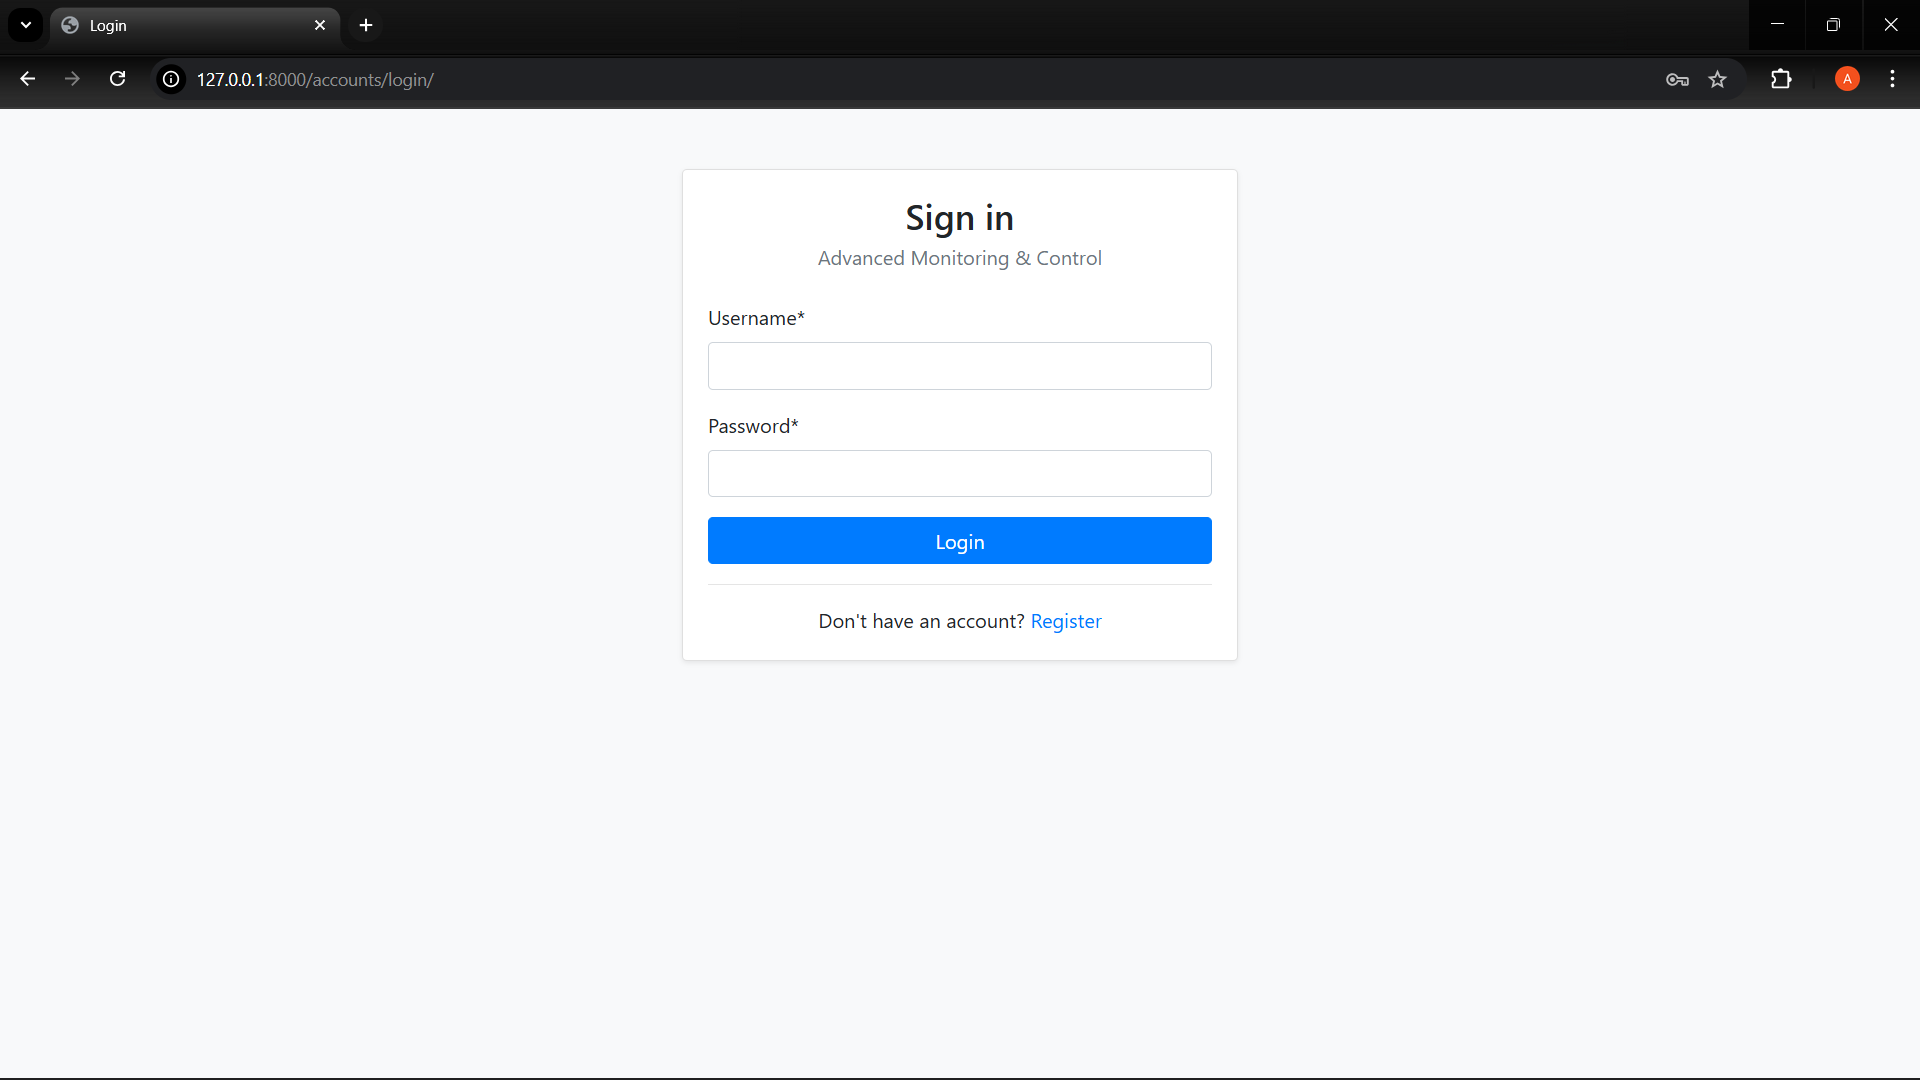 Login
127.0.0.1:8000/accounts/login/
A
Sign in
Advanced Monitoring & Control
Username*
Password*
Login
Don't have an account? Register